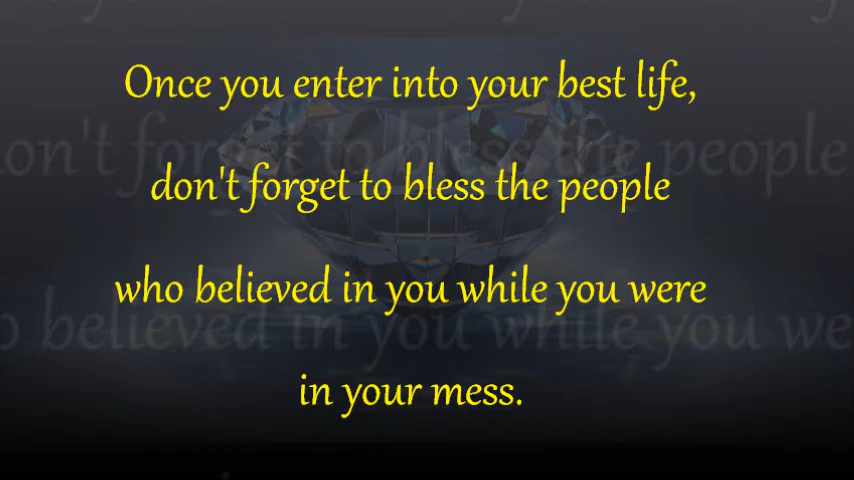 Once you enter into your best life,
don't forget to bless the people
who believed in you while you were
in your mess.